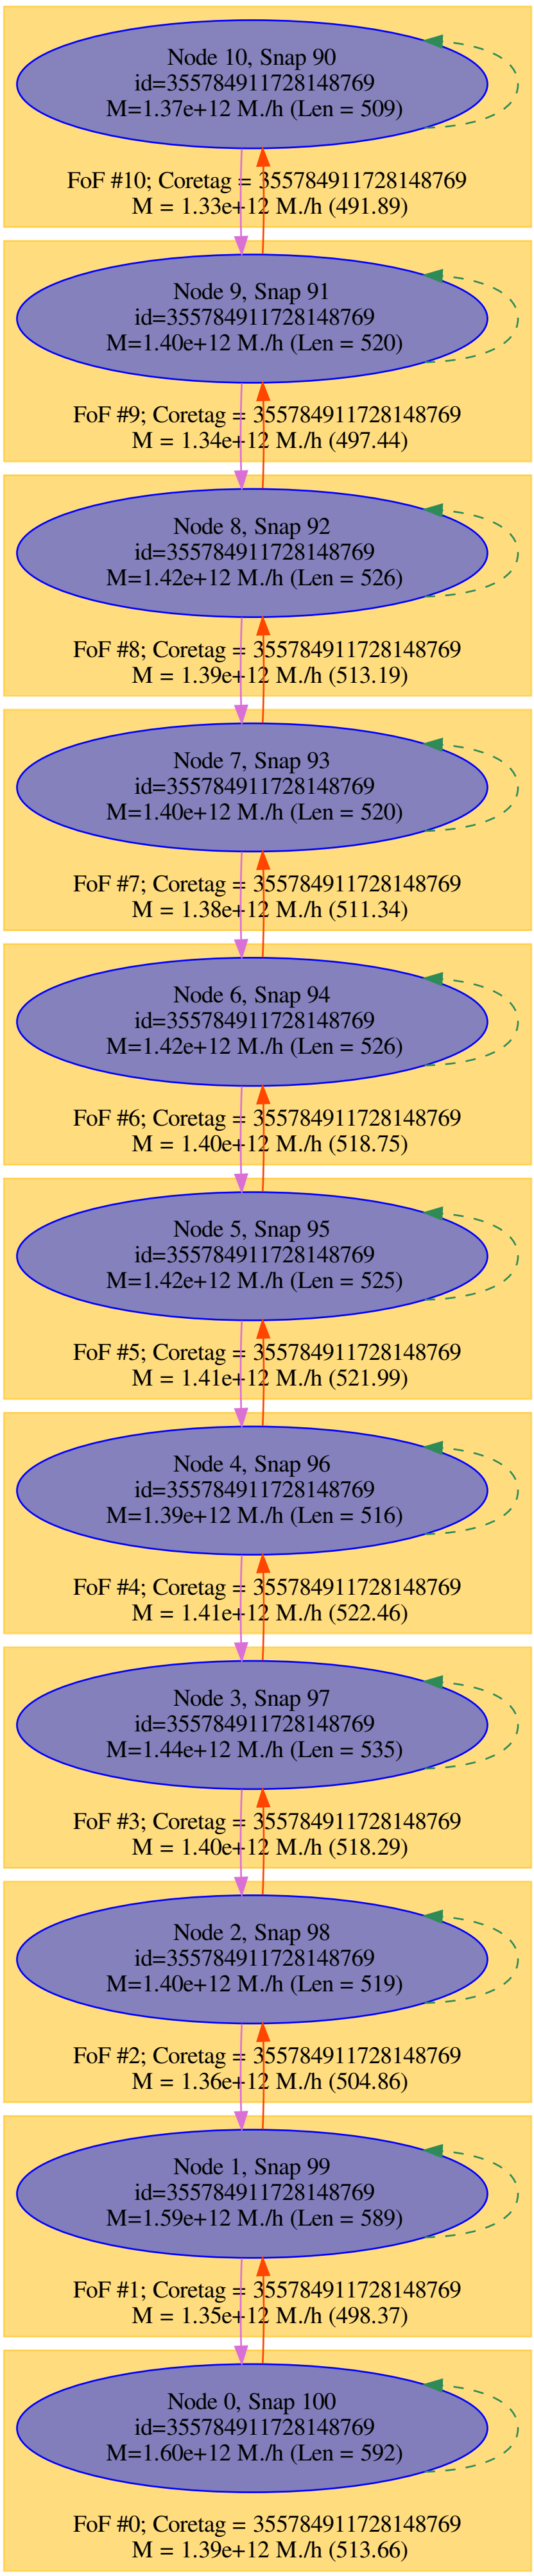 Node 10, Snap 90
id=355784911728148769
M=1.37e+12 M./h (Len = 509)
FoF #10; Coretag = 355784911728148769
M = 1.33e+12 M./h (491.89)
Node 9, Snap 91
id=355784911728148769
M=1.40e+12 M./h (Len = 520)
FoF #9; Coretag = 355784911728148769
M = 1.34e+12 M./h (497.44)
Node 8, Snap 92
id=355784911728148769
M=1.42e+12 M./h (Len = 526)
FoF #8; Coretag = 355784911728148769
M = 1.39e+12 M./h (513.19)
Node 7, Snap 93
id=355784911728148769
M=1.40e+12 M./h (Len = 520)
FoF #7; Coretag = 355784911728148769
M = 1.38e+12 M./h (511.34)
Node 6, Snap 94
id=355784911728148769
M=1.42e+12 M./h (Len = 526)
FoF #6; Coretag = 355784911728148769
M = 1.40e+12 M./h (518.75)
Node 5, Snap 95
id=355784911728148769
M=1.42e+12 M./h (Len = 525)
FoF #5; Coretag = 355784911728148769
M = 1.41e+12 M./h (521.99)
Node 4, Snap 96
id=355784911728148769
M=1.39e+12 M./h (Len = 516)
FoF #4; Coretag = 355784911728148769
M = 1.41e+12 M./h (522.46)
Node 3, Snap 97
id=355784911728148769
M=1.44e+12 M./h (Len = 535)
FoF #3; Coretag = 355784911728148769
M = 1.40e+12 M./h (518.29)
Node 2, Snap 98
id=355784911728148769
M=1.40e+12 M./h (Len = 519)
FoF #2; Coretag = 355784911728148769
M = 1.36e+12 M./h (504.86)
Node 1, Snap 99
id=355784911728148769
M=1.59e+12 M./h (Len = 589)
FoF #1; Coretag = 355784911728148769
M = 1.35e+12 M./h (498.37)
Node 0, Snap 100
id=355784911728148769
M=1.60e+12 M./h (Len = 592)
FoF #0; Coretag = 355784911728148769
M = 1.39e+12 M./h (513.66)